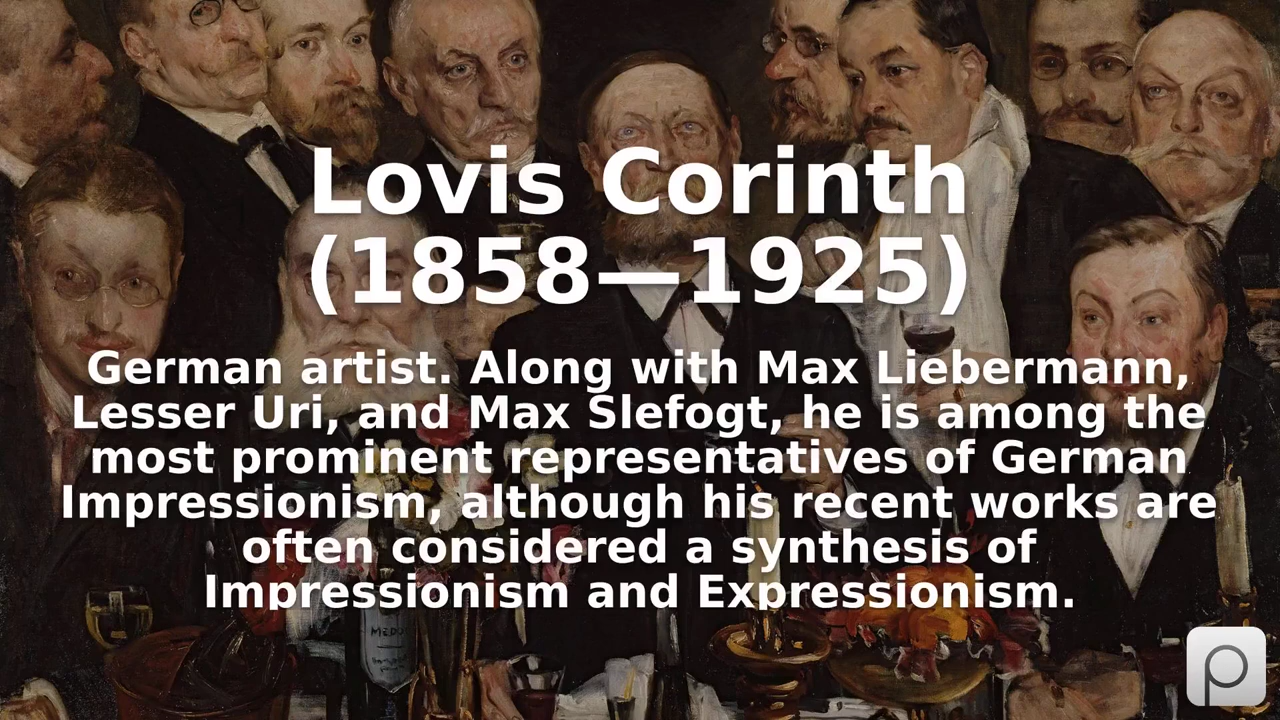 Lovis Corinth
(1858—1925)
German artist. Along with Max Liebermann,
Lesser Uri, and Max Slefogt, he is among the
most prominent representatives of German
Impressionism, although his recent works are
often considered a synthesis of
Impressionism and Expressionism.